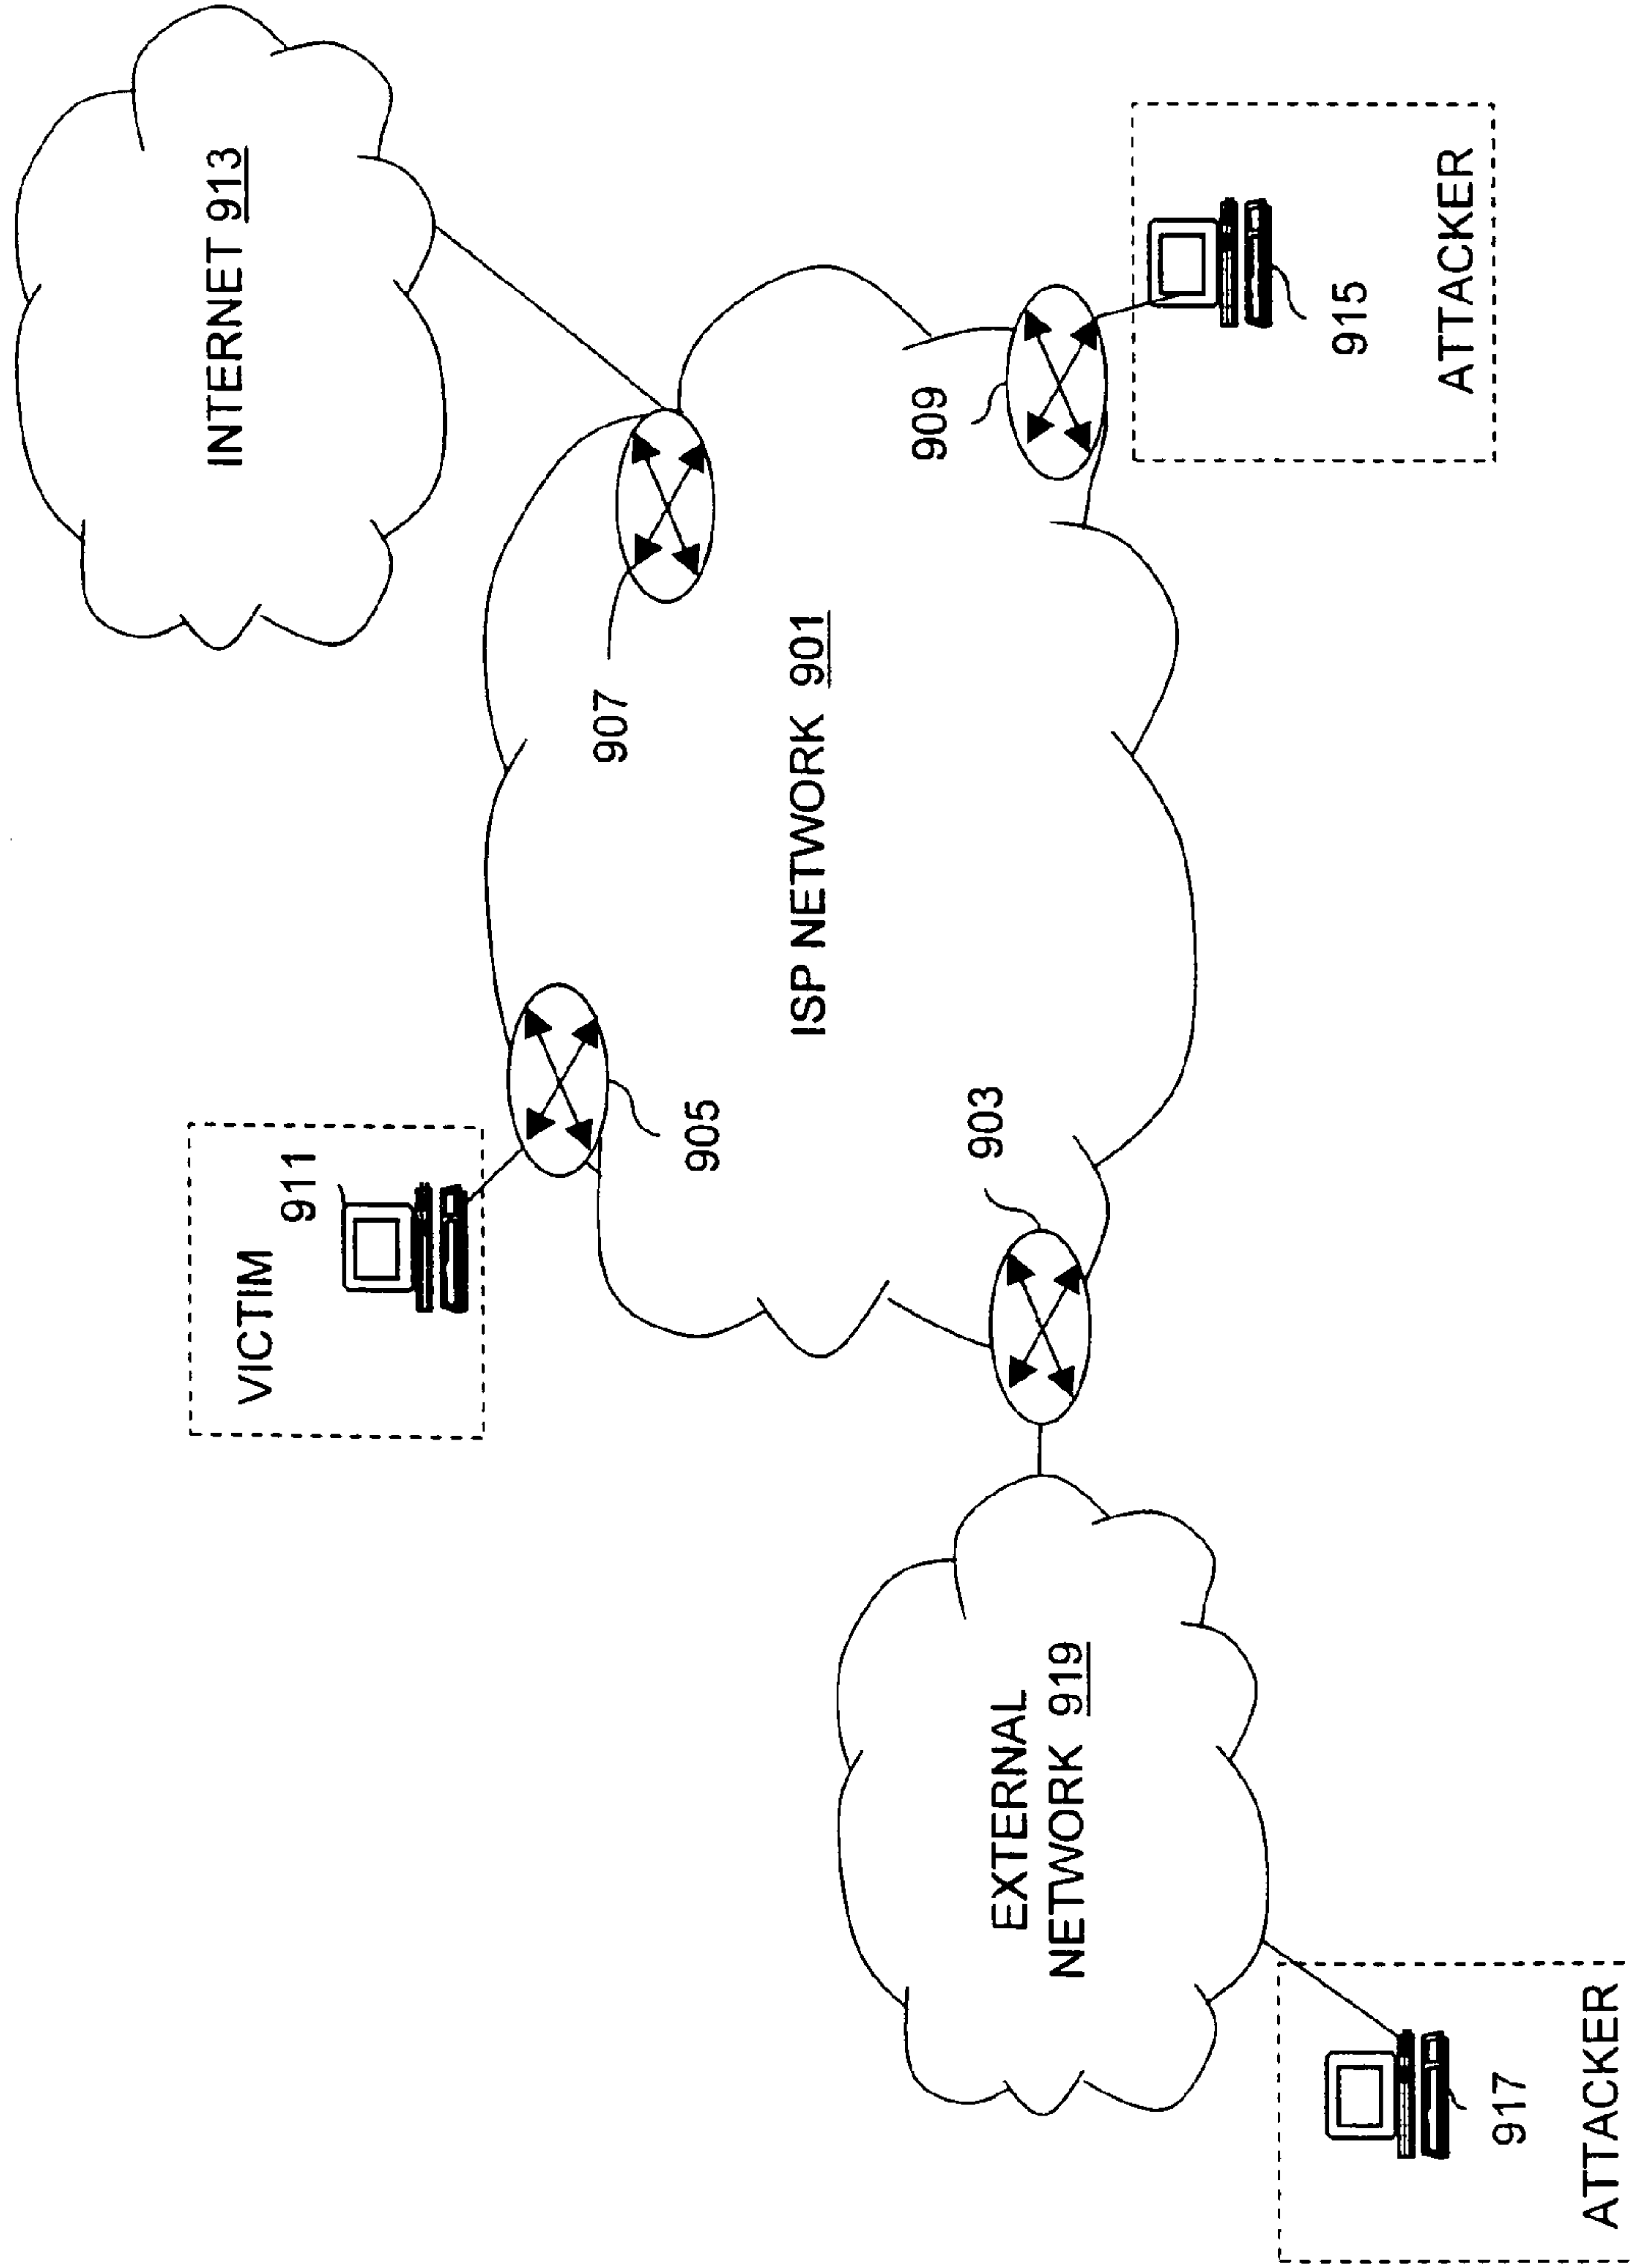 VICTIM
911
INTERNET 913
905
907
ISP NETWORK 901
903
909
915
ATTACKER
EXTERNAL
NETWORK 919
917
ATTACKER